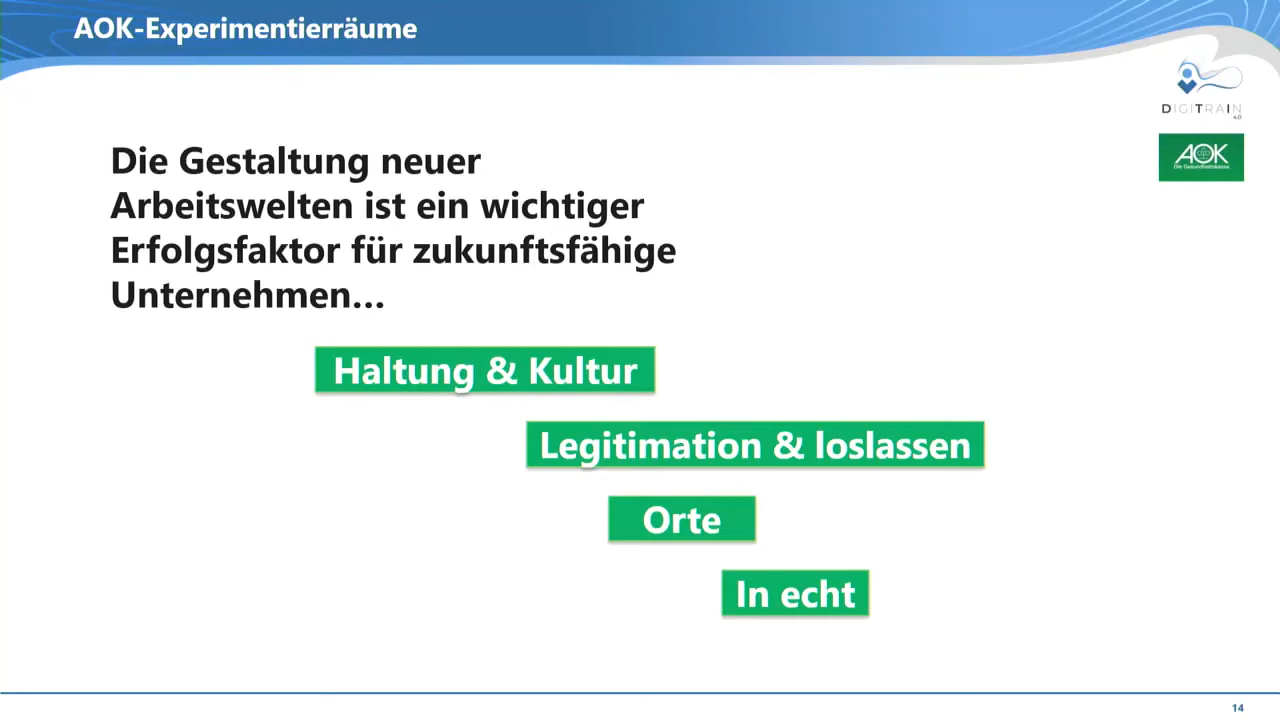 AOK-Experimentierräume
DIGITRAIN
4.0
AOK
Die Gesundheitskasse.
Die Gestaltung neuer
Arbeitswelten ist ein wichtiger
Erfolgsfaktor für zukunftsfähige
Unternehmen...
Haltung & Kultur
Legitimation & loslassen
Orte
In echt
14